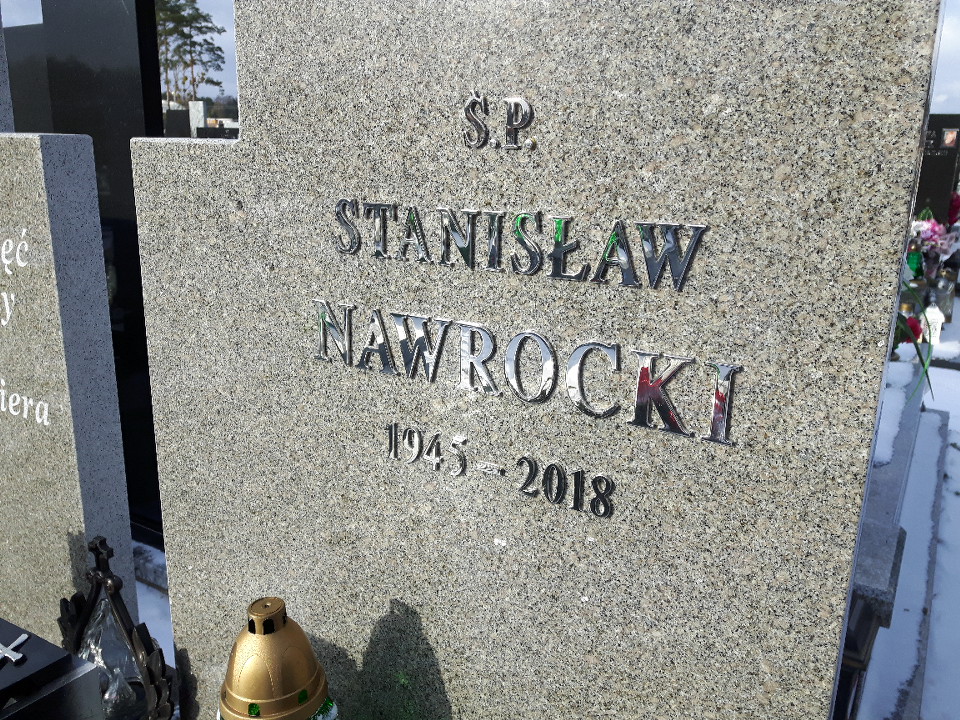 Ś.P.
STANISŁAW
NAWROCKI
1945 – 2018